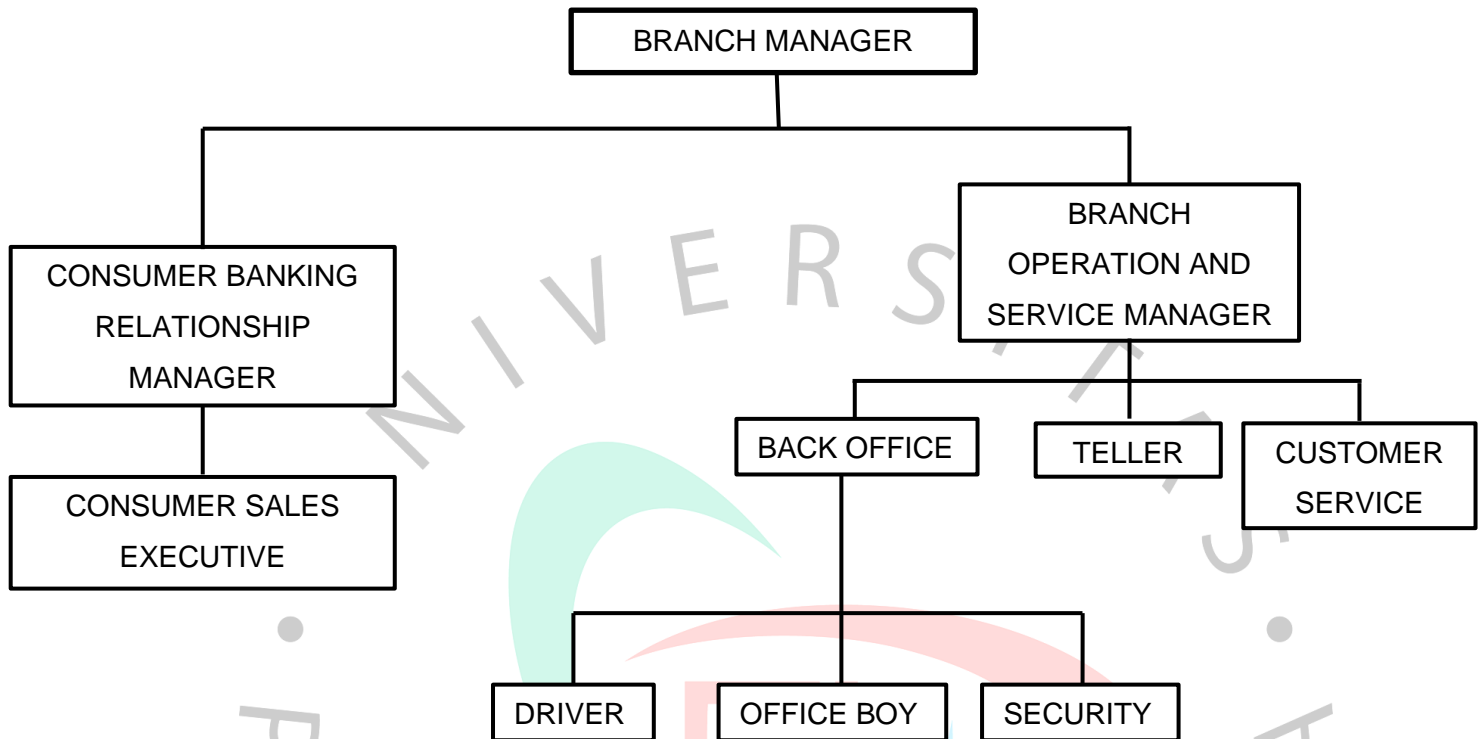 BRANCH MANAGER
BRANCH
OPERATION AND
SERVICE MANAGER
CONSUMER BANKING
RELATIONSHIP
MANAGER
BACK OFFICE
TELLER
CUSTOMER
SERVICE
CONSUMER SALES
EXECUTIVE
DRIVER
OFFICE BOY
SECURITY